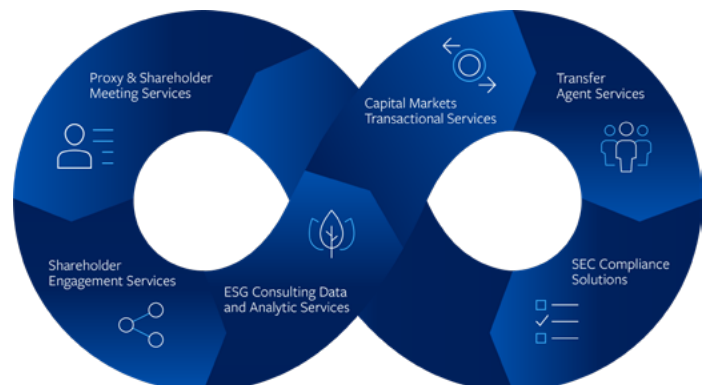 Proxy & Shareholder
Meeting Services
Capital Markets
Transactional Services
Transfer
Agent Services
Shareholder
Engagement Services
ESG Consulting Data
and Analytic Services
SEC Compliance
Solutions